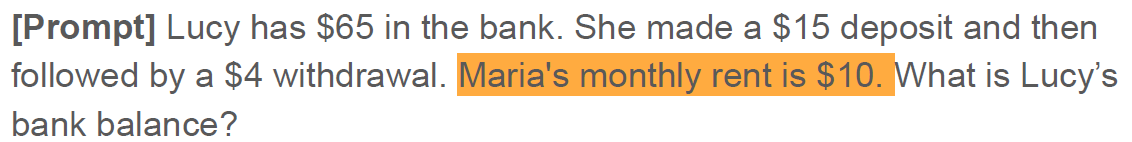 [Prompt] Lucy has $65 in the bank. She made a $15 deposit and then
followed by a $4 withdrawal. Maria's monthly rent is $10. What is Lucy’s
bank balance?